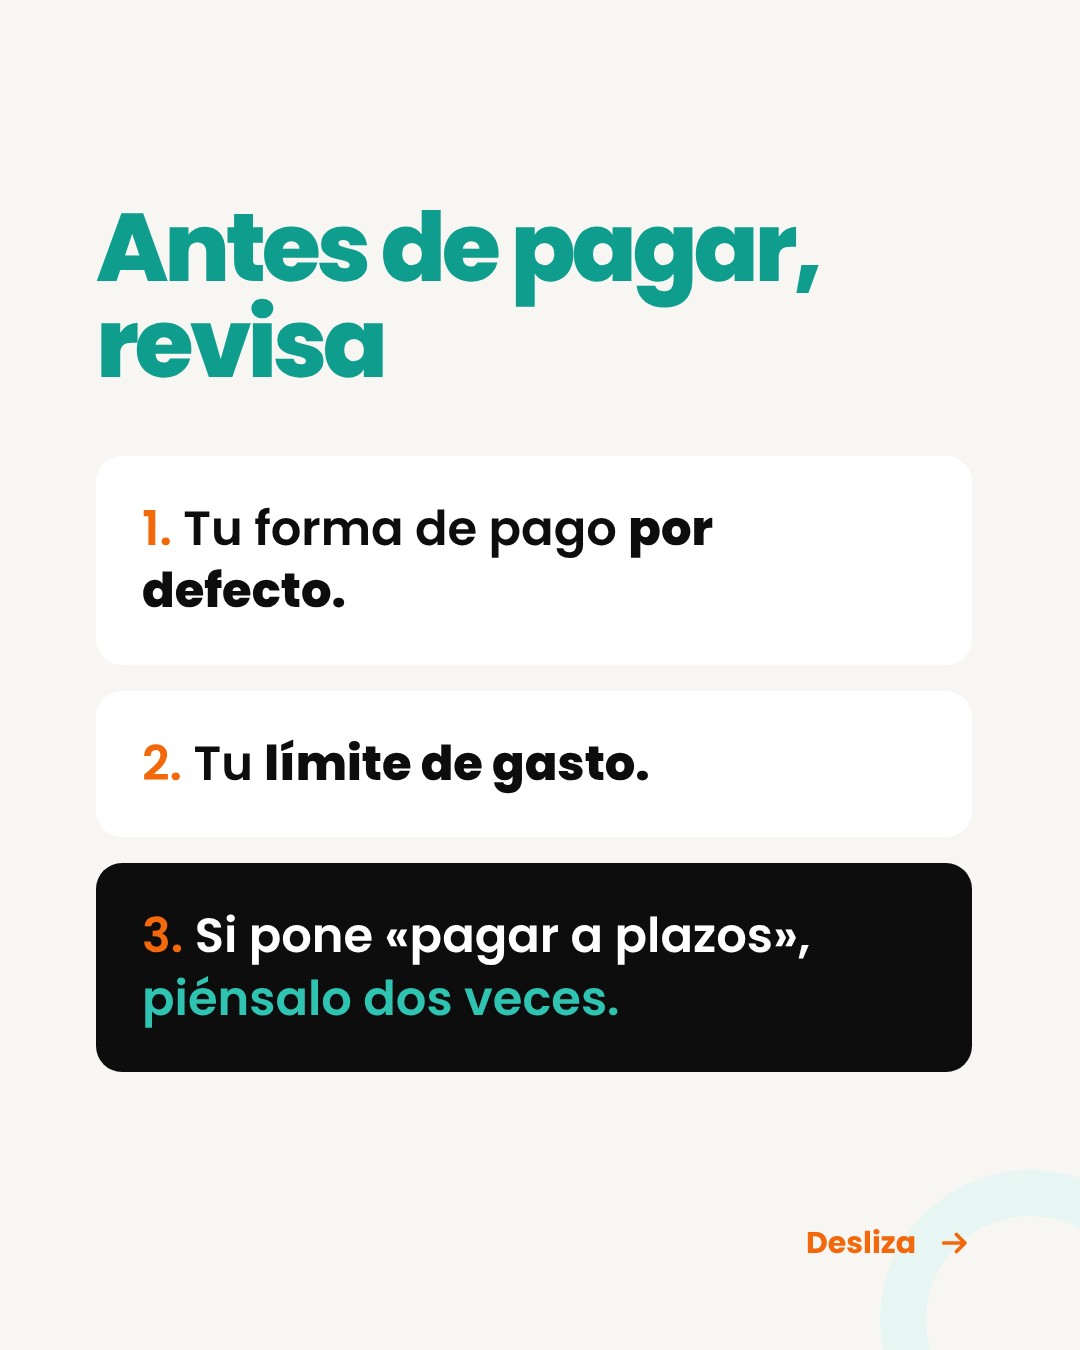 Antes de pagar,
revisa
1. Tu forma de pago por
defecto.
2. Tu límite de gasto.
3. Si pone «pagar a plazos»,
piénsalo dos veces.
Desliza →